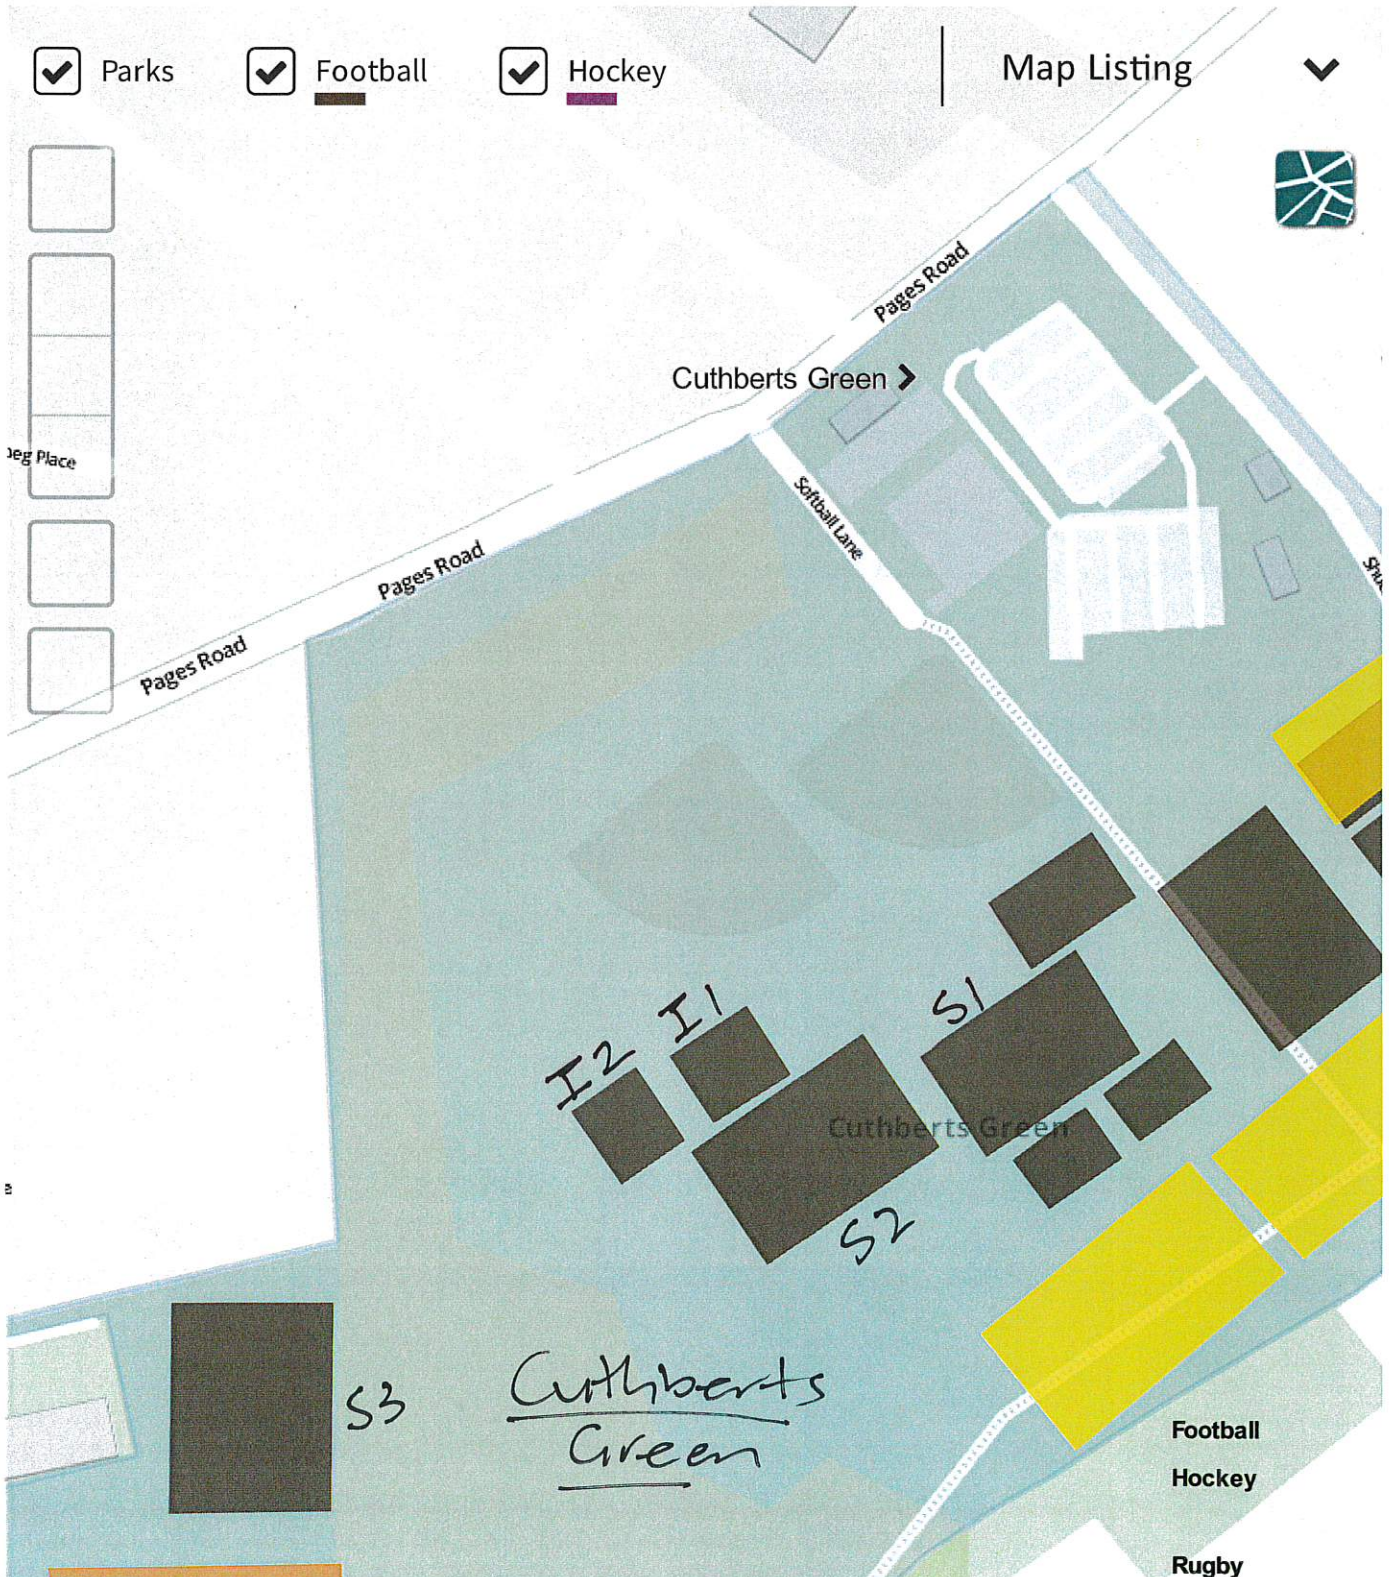 Parks
Football
Hockey
Map Listing
Pages Road
Cuthberts Green
Softball Lane
Place
Pages Road
Pages Road
I1
S1
I2
Cuthberts Green
S2
S3
Cuthberts
Green
Football
Hockey
Rugby